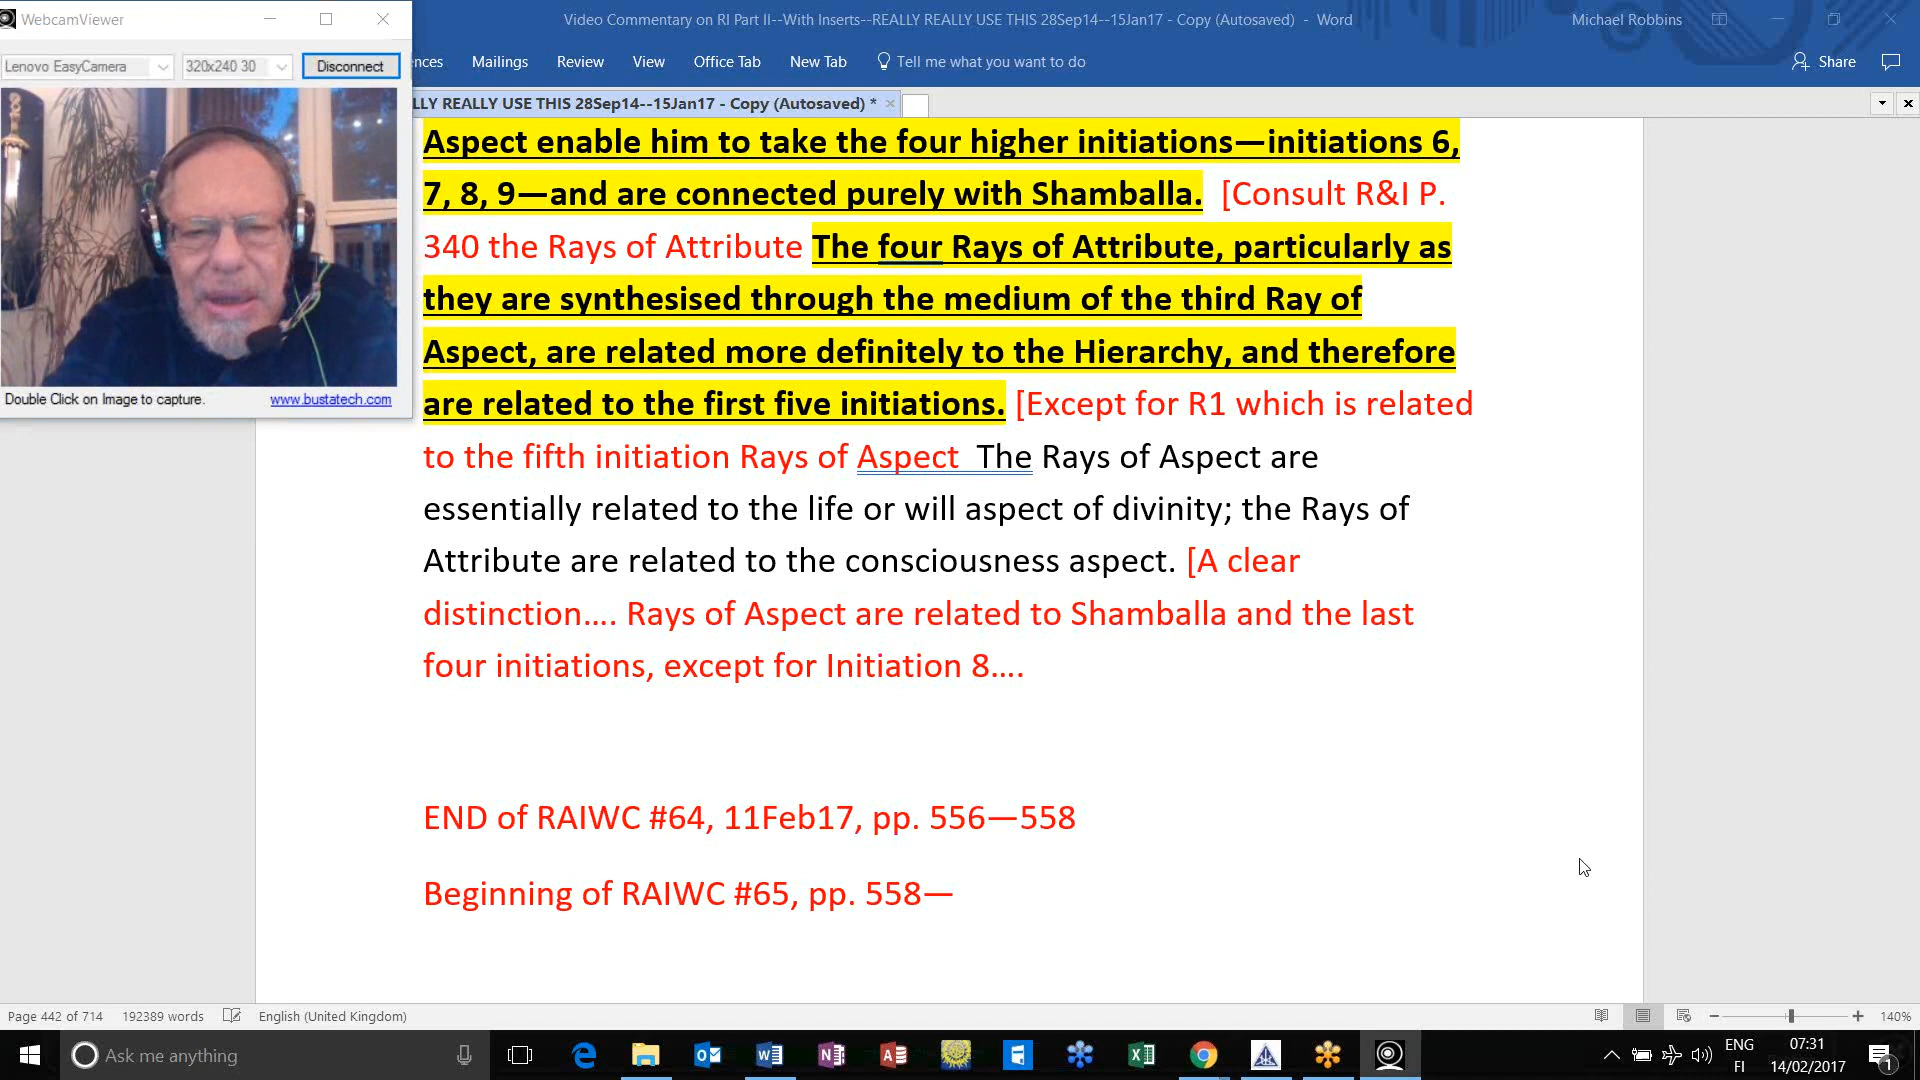 WebcamViewer
Video Commentary on RI Part II--With Inserts--REALLY REALLY USE THIS 28Sep14--15Jan17 - Copy (Autosaved) - Word
Michael Robbins
Lenovo EasyCamera
320x240 30
Disconnect
ences
Mailings
Review
View
Office Tab
New Tab
Tell me what you want to do
Share
LLY REALLY USE THIS 28Sep14--15Jan17 - Copy (Autosaved) *
Aspect enable him to take the four higher initiations—initiations 6,
7, 8, 9—and are connected purely with Shamballa. [Consult R&I P.
340 the Rays of Attribute The four Rays of Attribute, particularly as
they are synthesised through the medium of the third Ray of
Aspect, are related more definitely to the Hierarchy, and therefore
are related to the first five initiations. [Except for R1 which is related
to the fifth initiation Rays of Aspect The Rays of Aspect are
essentially related to the life or will aspect of divinity; the Rays of
Attribute are related to the consciousness aspect. [A clear
distinction…. Rays of Aspect are related to Shamballa and the last
four initiations, except for Initiation 8….
END of RAIWC #64, 11Feb17, pp. 556—558
Beginning of RAIWC #65, pp. 558—
Double Click on Image to capture.
www.bustatech.com
Page 442 of 714
192389 words
English (United Kingdom)
140%
Ask me anything
ENG
FI
07:31
14/02/2017
1